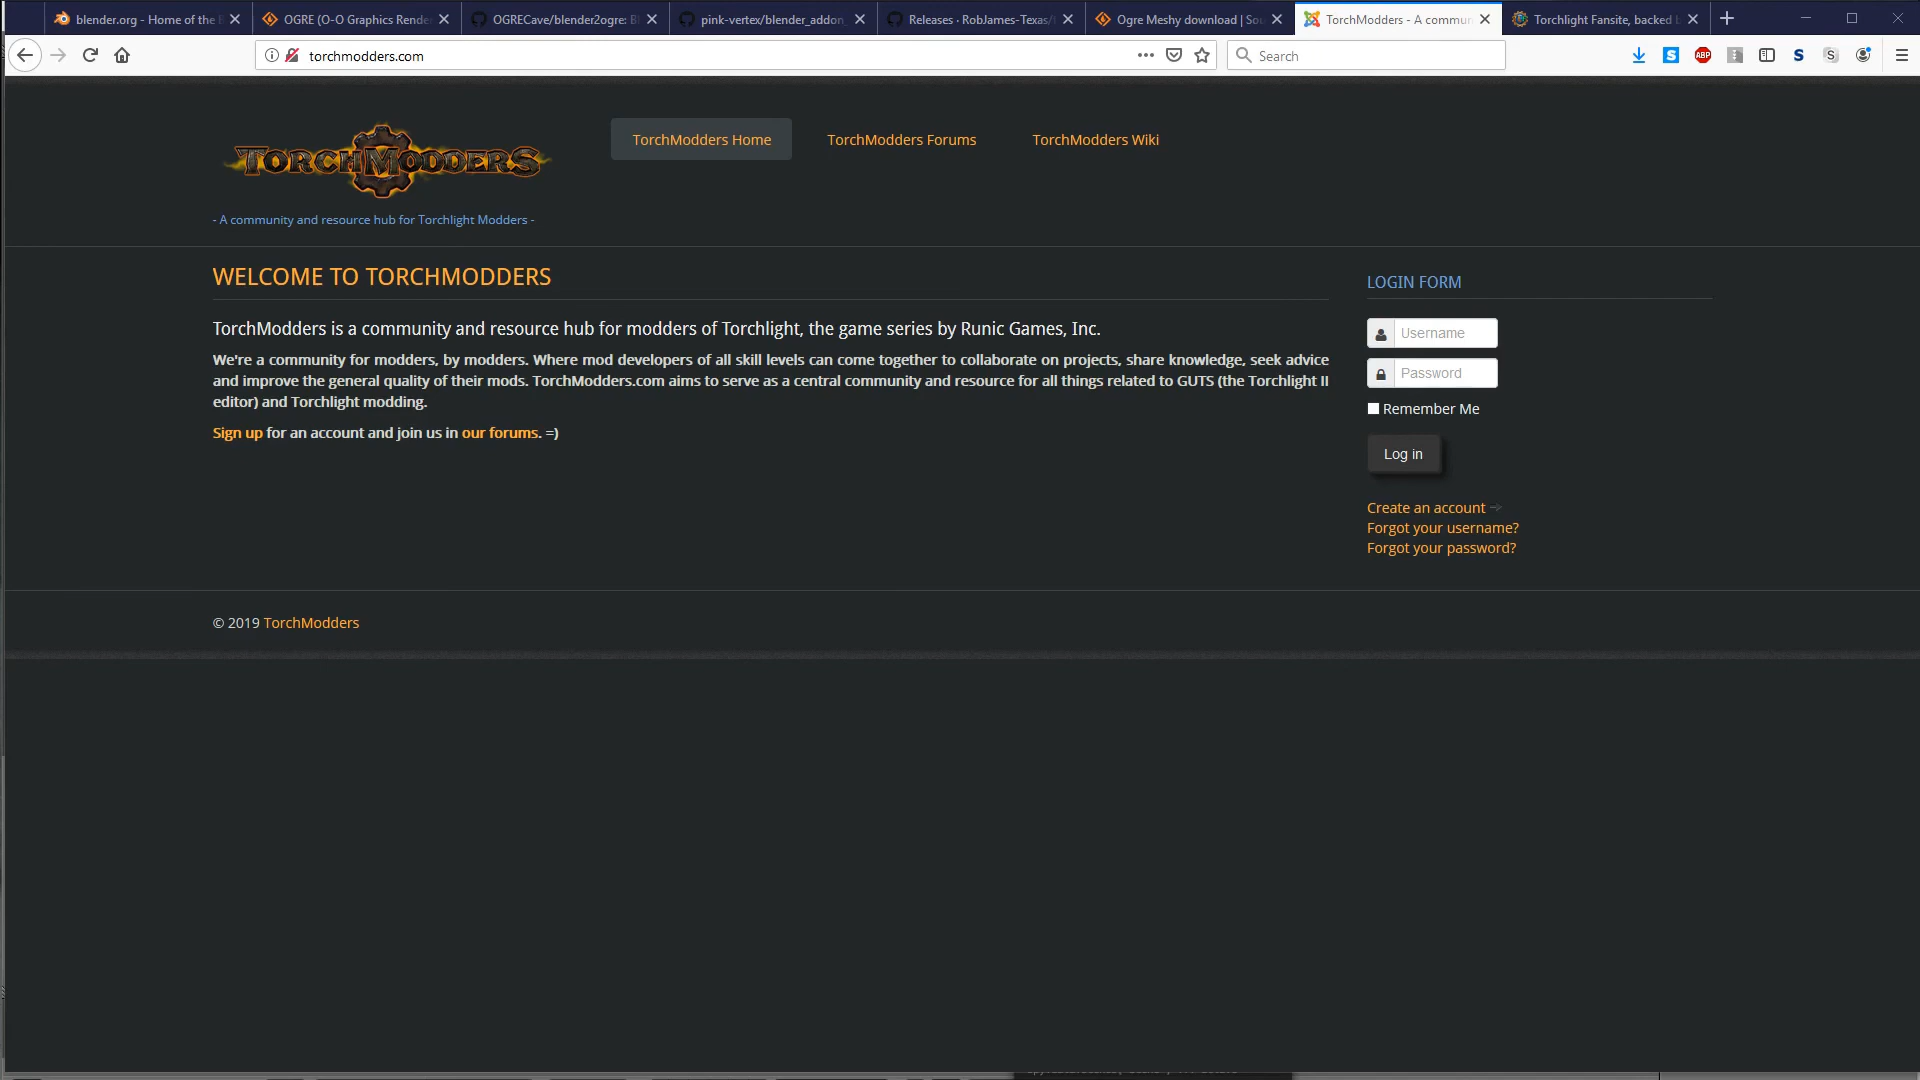 blender.org - Home of the B
OGRE (O-O Graphics Render
OGRECave/blender2ogre: Bl
pink-vertex/blender_addon_
Releases · RobJames-Texas/
Ogre Meshy download | Sou
TorchModders - A commun
Torchlight Fansite, backed b
torchmodders.com
Search
ABP
TORCHMODDERS
TorchModders Home
TorchModders Forums
TorchModders Wiki
- A community and resource hub for Torchlight Modders -
WELCOME TO TORCHMODDERS
TorchModders is a community and resource hub for modders of Torchlight, the game series by Runic Games, Inc.
We're a community for modders, by modders. Where mod developers of all skill levels can come together to collaborate on projects, share knowledge, seek advice
and improve the general quality of their mods. TorchModders.com aims to serve as a central community and resource for all things related to GUTS (the Torchlight II
editor) and Torchlight modding.
Sign up for an account and join us in our forums. =)
LOGIN FORM
Username
Password
Remember Me
Log in
Create an account
Forgot your username?
Forgot your password?
© 2019 TorchModders